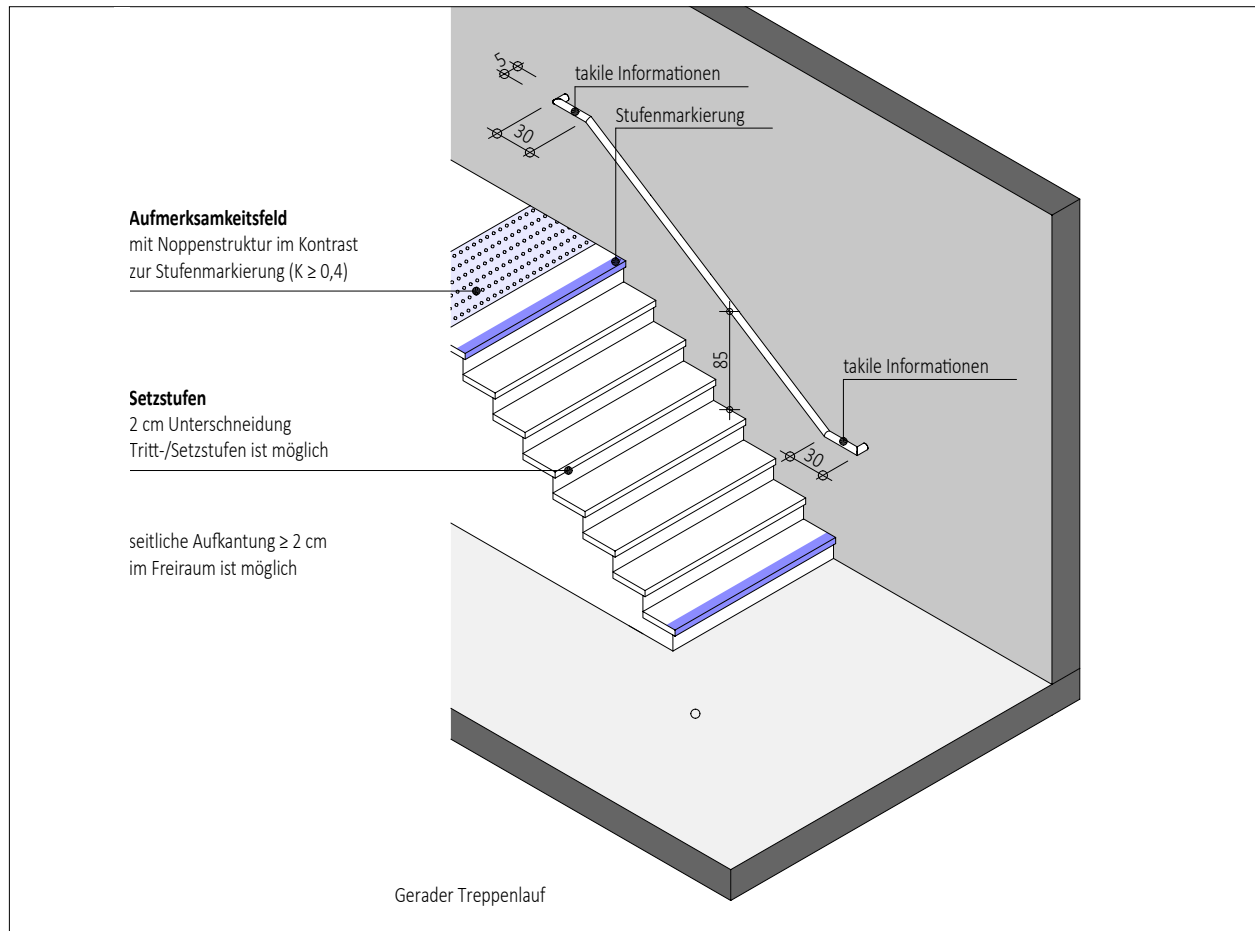 5
takile Informationen
30
Stufenmarkierung
Aufmerksamkeitsfeld
mit Noppenstruktur im Kontrast
zur Stufenmarkierung (K ≥ 0,4)
85
takile Informationen
30
Setzstufen
2 cm Unterschneidung
Tritt-/Setzstufen ist möglich
seitliche Aufkantung ≥ 2 cm
im Freiraum ist möglich
Gerader Treppenlauf